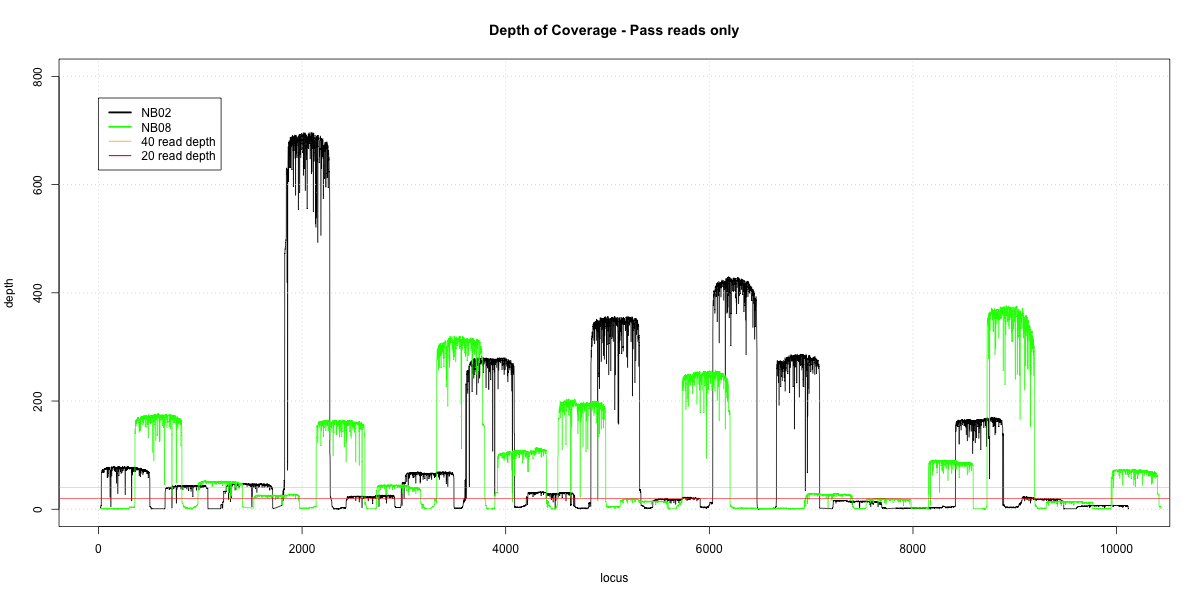 Depth of Coverage - Pass reads only
800
600
400
200
0
depth
NB02
NB08
40 read depth
20 read depth
0
2000
4000
6000
8000
10000
locus